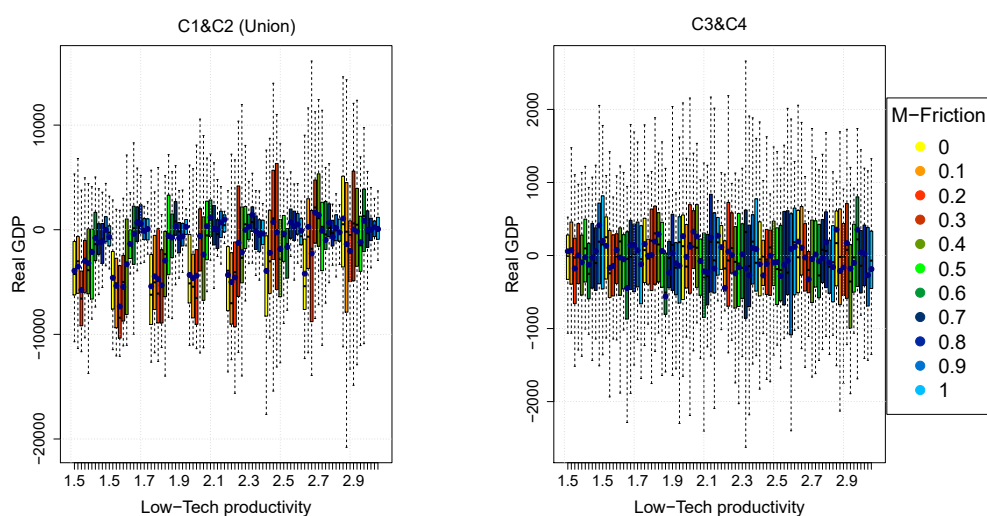 C1&C2 (Union)
Real GDP
10000
0
−10000
−20000
1.5 1.5 1.7 1.9 2.1 2.3 2.5 2.7 2.9
Low−Tech productivity
C3&C4
Real GDP
2000
1000
0
−1000
−2000
1.5 1.5 1.7 1.9 2.1 2.3 2.5 2.7 2.9
Low−Tech productivity
M−Friction
0
0.1
0.2
0.3
0.4
0.5
0.6
0.7
0.8
0.9
1